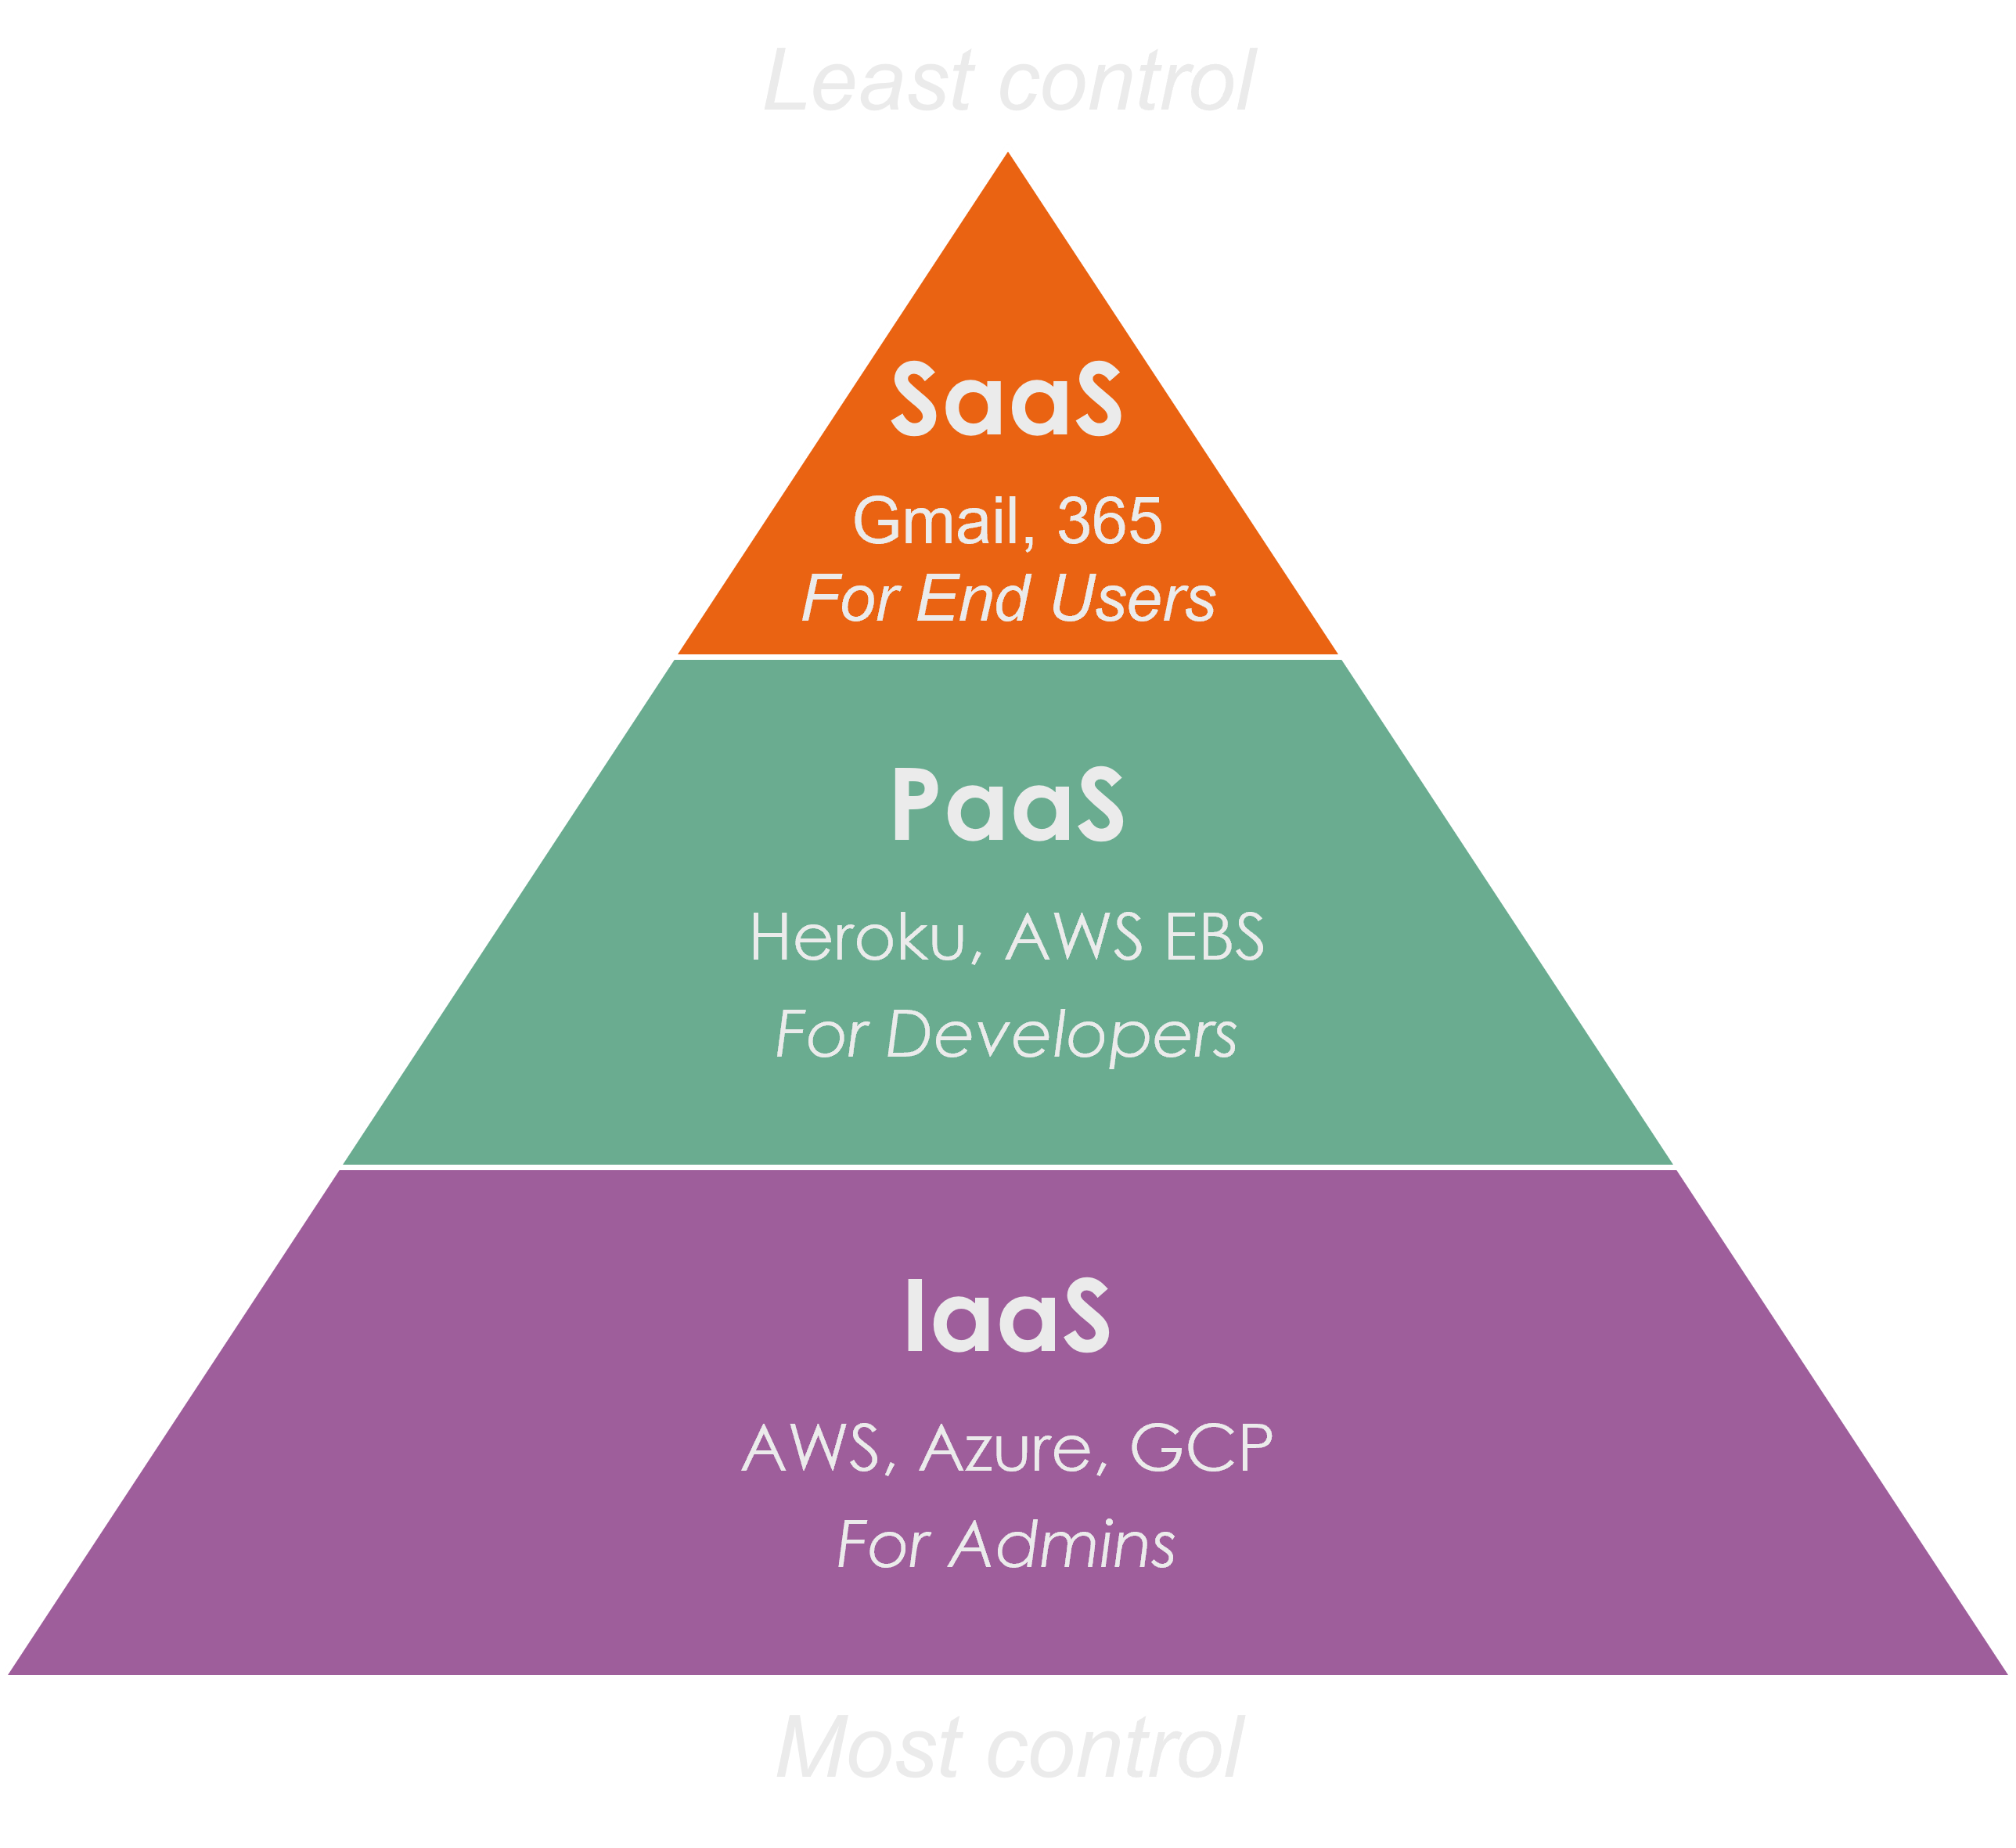 Least control
SaaS
Gmail, 365
For End Users
PaaS
Heroku, AWS EBS
For Developers
IaaS
AWS, Azure, GCP
For Admins
Most control